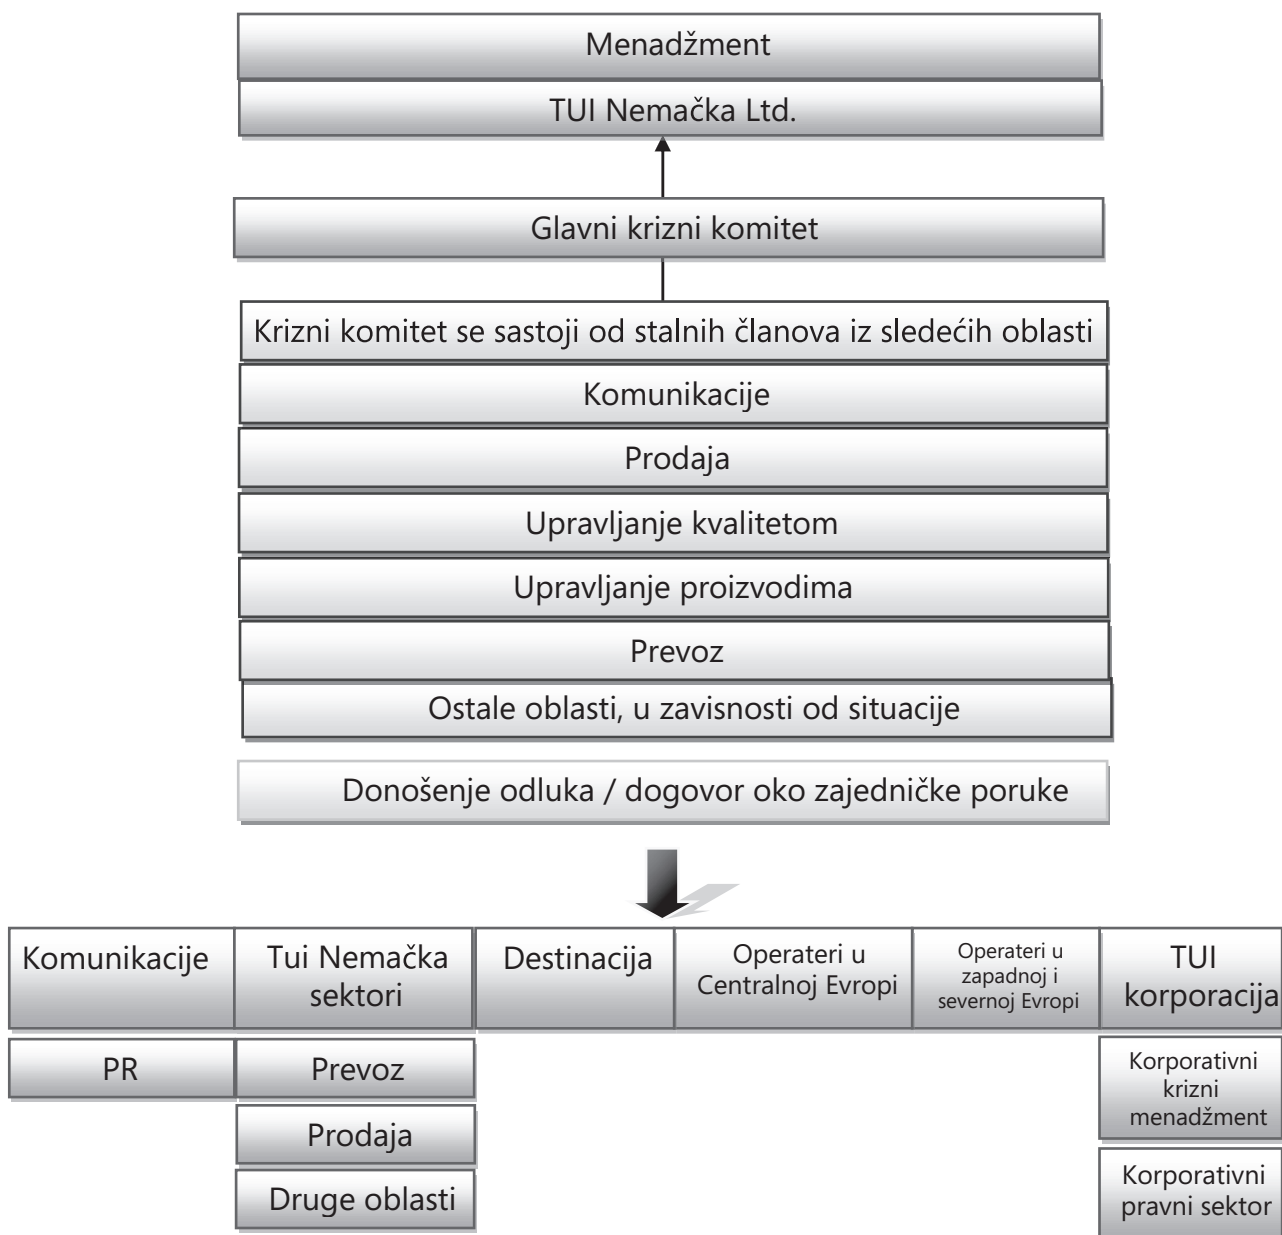 Menadžment
TUI Nemačka Ltd.
Glavni krizni komitet
Krizni komitet se sastoji od stalnih članova iz sledećih oblasti
Komunikacije
Prodaja
Upravljanje kvalitetom
Upravljanje proizvodima
Prevoz
Ostale oblasti, u zavisnosti od situacije
Donošenje odluka / dogovor oko zajedničke poruke
Komunikacije
PR
Tui Nemačka
sektori
Prevoz
Prodaja
Druge oblasti
Destinacija
Operateri u
Centralnoj Evropi
Operateri u
zapadnoj i
severnoj Evropi
TUI
korporacija
Korporativni
krizni
menadžment
Korporativni
pravni sektor